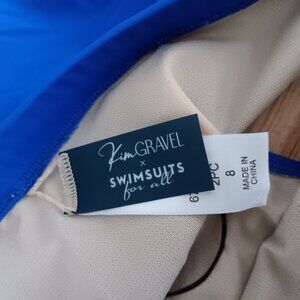 Kim GRAVEL
x
SWIMSUITS
for all
2PC
8
MADE IN
CHINA